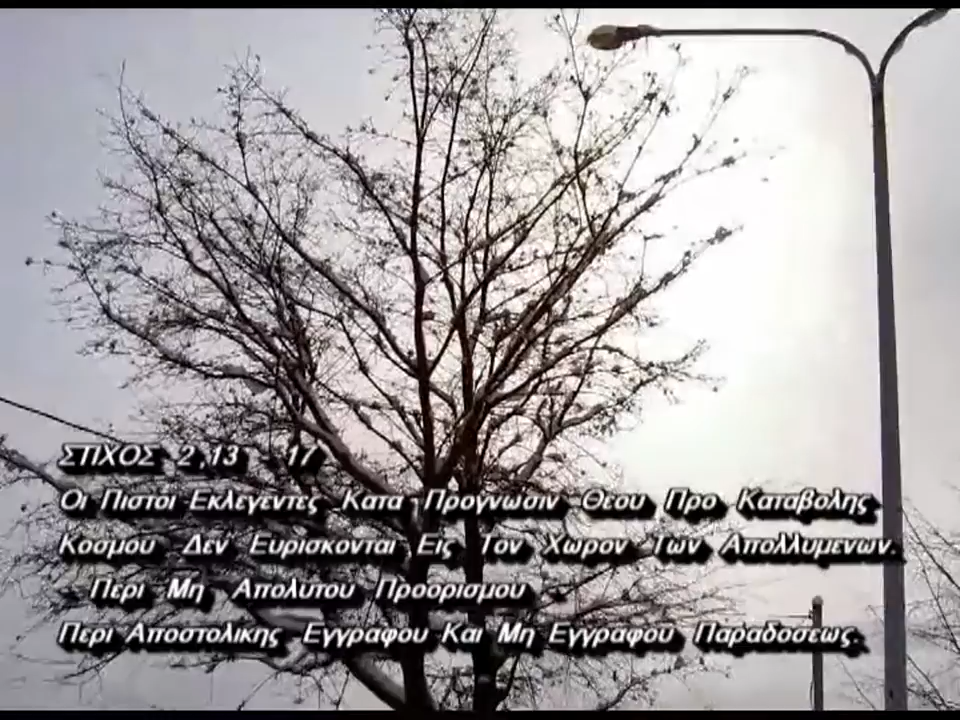 ΣΤΙΧΟΣ 2,13 - 17
Οι Πιστοι Εκλεγεντες Κατα Προγνωσιν Θεου Προ Καταβολης
Κοσμου Δεν Ευρισκονται Εις Τον Χωρον Των Απολλυμενων.
Περι Μη Απολυτου Προορισμου
Περι Αποστολικης Εγγραφου Και Μη Εγγραφου Παραδοσεως.